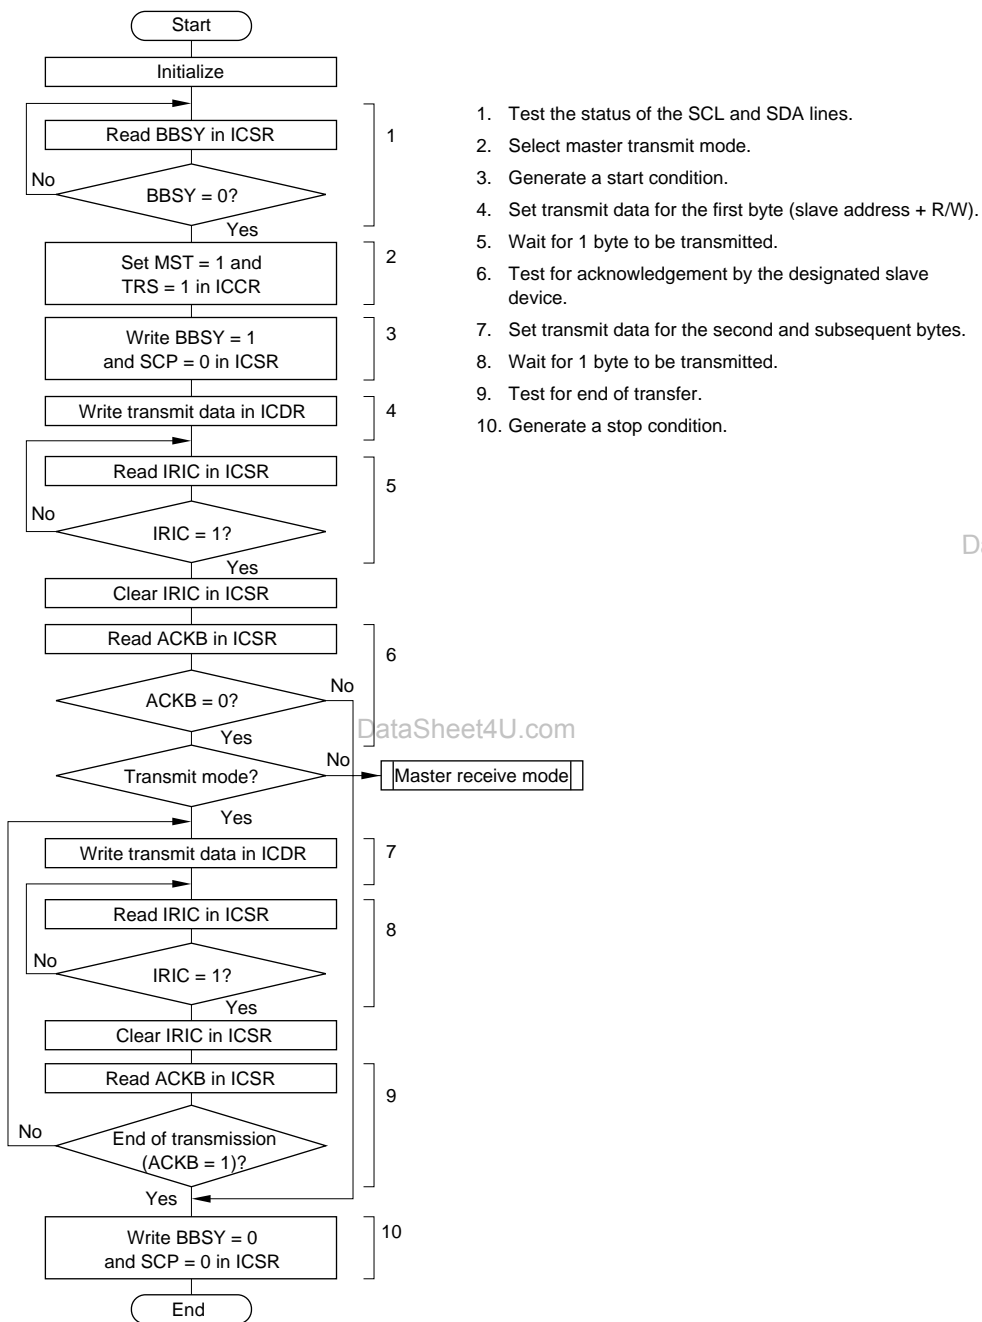 Start
Initialize
Read BBSY in ICSR
1
No
BBSY = 0?
Yes
Set MST = 1 and
TRS = 1 in ICCR
2
Write BBSY = 1
and SCP = 0 in ICSR
3
Write transmit data in ICDR
4
Read IRIC in ICSR
5
No
IRIC = 1?
Yes
Clear IRIC in ICSR
Read ACKB in ICSR
6
No
ACKB = 0?
Yes
No
Transmit mode?
Master receive mode
Yes
Write transmit data in ICDR
7
Read IRIC in ICSR
8
No
IRIC = 1?
Yes
Clear IRIC in ICSR
Read ACKB in ICSR
9
No
End of transmission
(ACKB = 1)?
Yes
Write BBSY = 0
and SCP = 0 in ICSR
10
End
1. Test the status of the SCL and SDA lines.
2. Select master transmit mode.
3. Generate a start condition.
4. Set transmit data for the first byte (slave address + R/W).
5. Wait for 1 byte to be transmitted.
6. Test for acknowledgement by the designated slave
device.
7. Set transmit data for the second and subsequent bytes.
8. Wait for 1 byte to be transmitted.
9. Test for end of transfer.
10. Generate a stop condition.
DataSheet4U.com